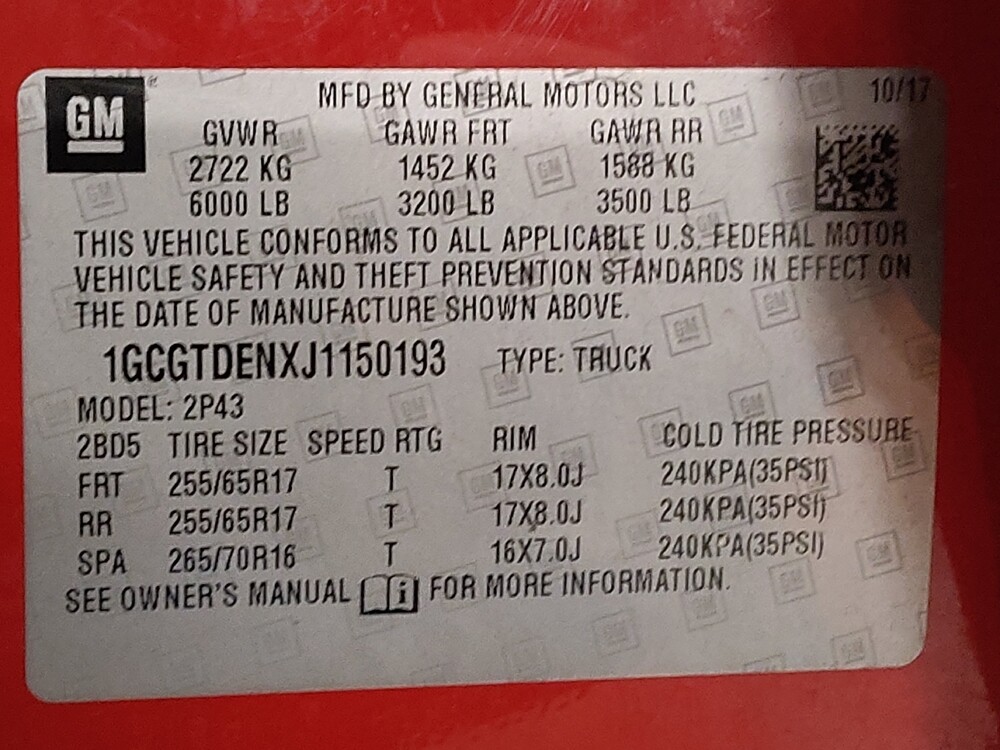 GM
MFD BY GENERAL MOTORS LLC 10/17
GVWR GAWR FRT GAWR RR
2722 KG 1452 KG 1588 KG
6000 LB 3200 LB 3500 LB
THIS VEHICLE CONFORMS TO ALL APPLICABLE U.S. FEDERAL MOTOR
VEHICLE SAFETY AND THEFT PREVENTION STANDARDS IN EFFECT ON
THE DATE OF MANUFACTURE SHOWN ABOVE.
1GCGTDENXJ1150193 TYPE: TRUCK
MODEL: 2P43
2BD5 TIRE SIZE SPEED RTG RIM COLD TIRE PRESSURE
FRT 255/65R17 T 17X8.0J 240KPA(35PSI)
RR 255/65R17 T 17X8.0J 240KPA(35PSI)
SPA 265/70R16 T 16X7.0J 240KPA(35PSI)
SEE OWNER'S MANUAL i FOR MORE INFORMATION.